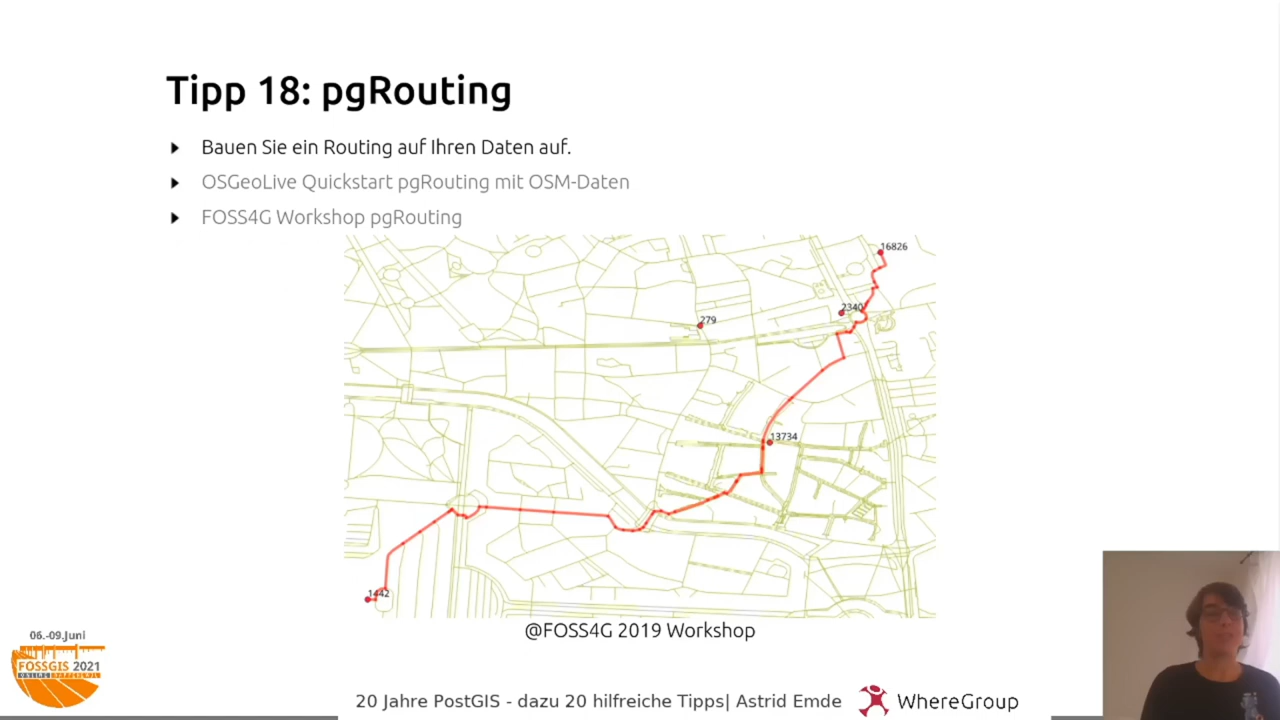 Tipp 18: pgRouting
Bauen Sie ein Routing auf Ihren Daten auf.
OSGeoLive Quickstart pgRouting mit OSM-Daten
FOSS4G Workshop pgRouting
16826
2340
279
13734
1442
@FOSS4G 2019 Workshop
06.-09.Juni
FOSSGIS 2021
20 Jahre PostGIS - dazu 20 hilfreiche Tipps| Astrid Emde
WhereGroup